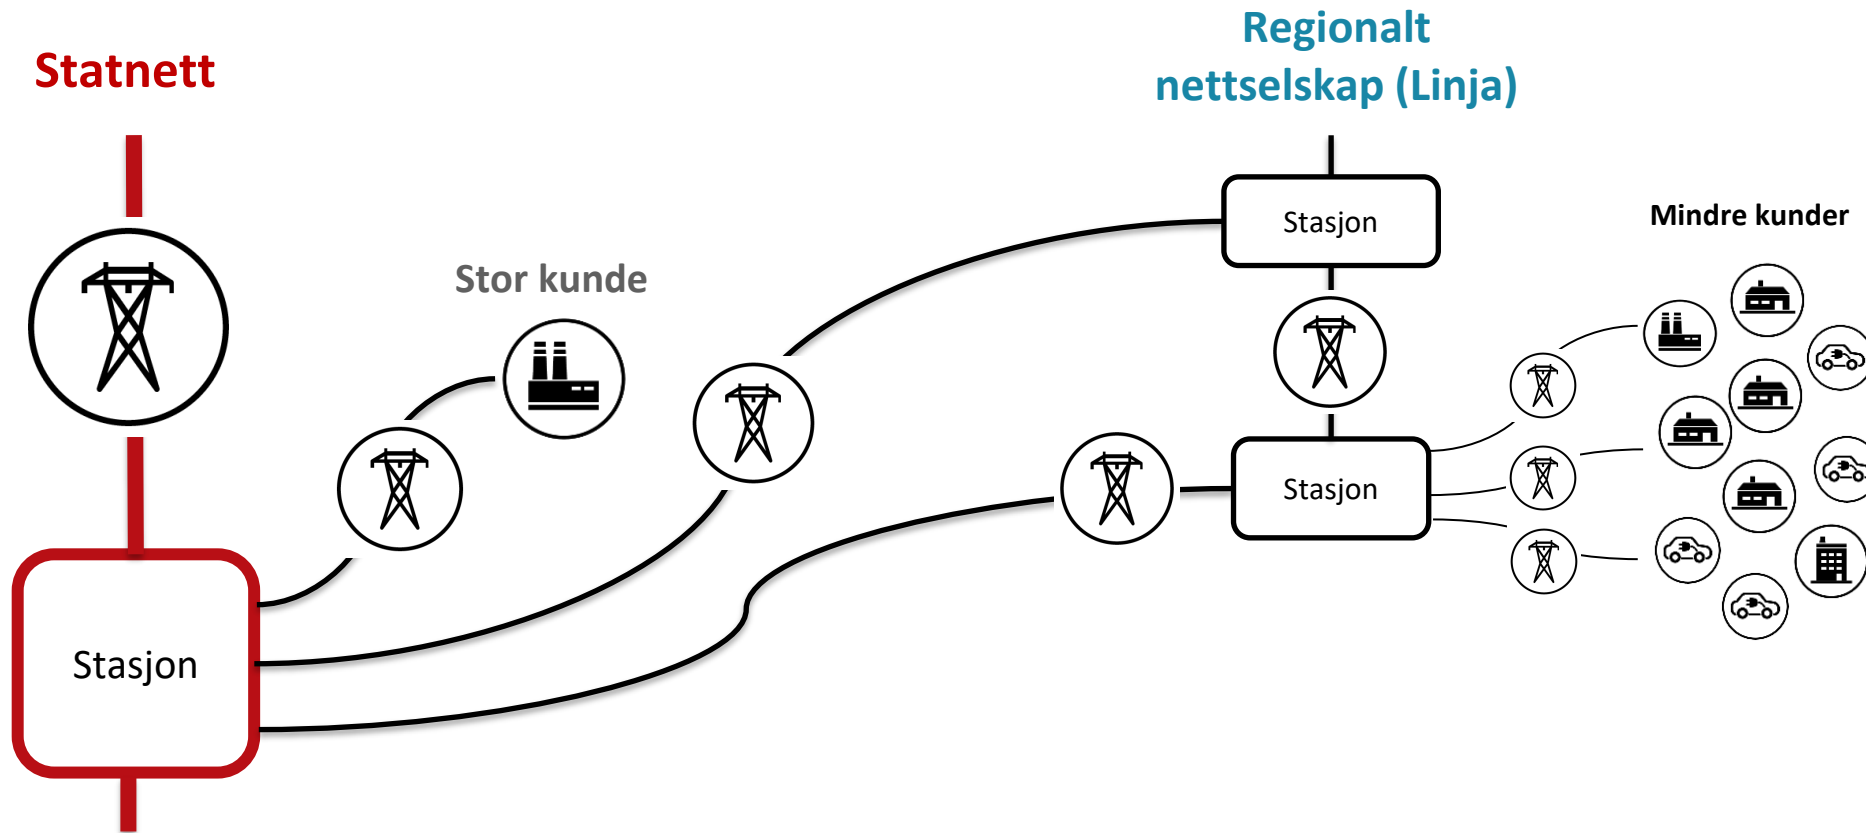 Statnett
Regionalt
nettselskap (Linja)
Stor kunde
Mindre kunder
Stasjon
Stasjon
Stasjon